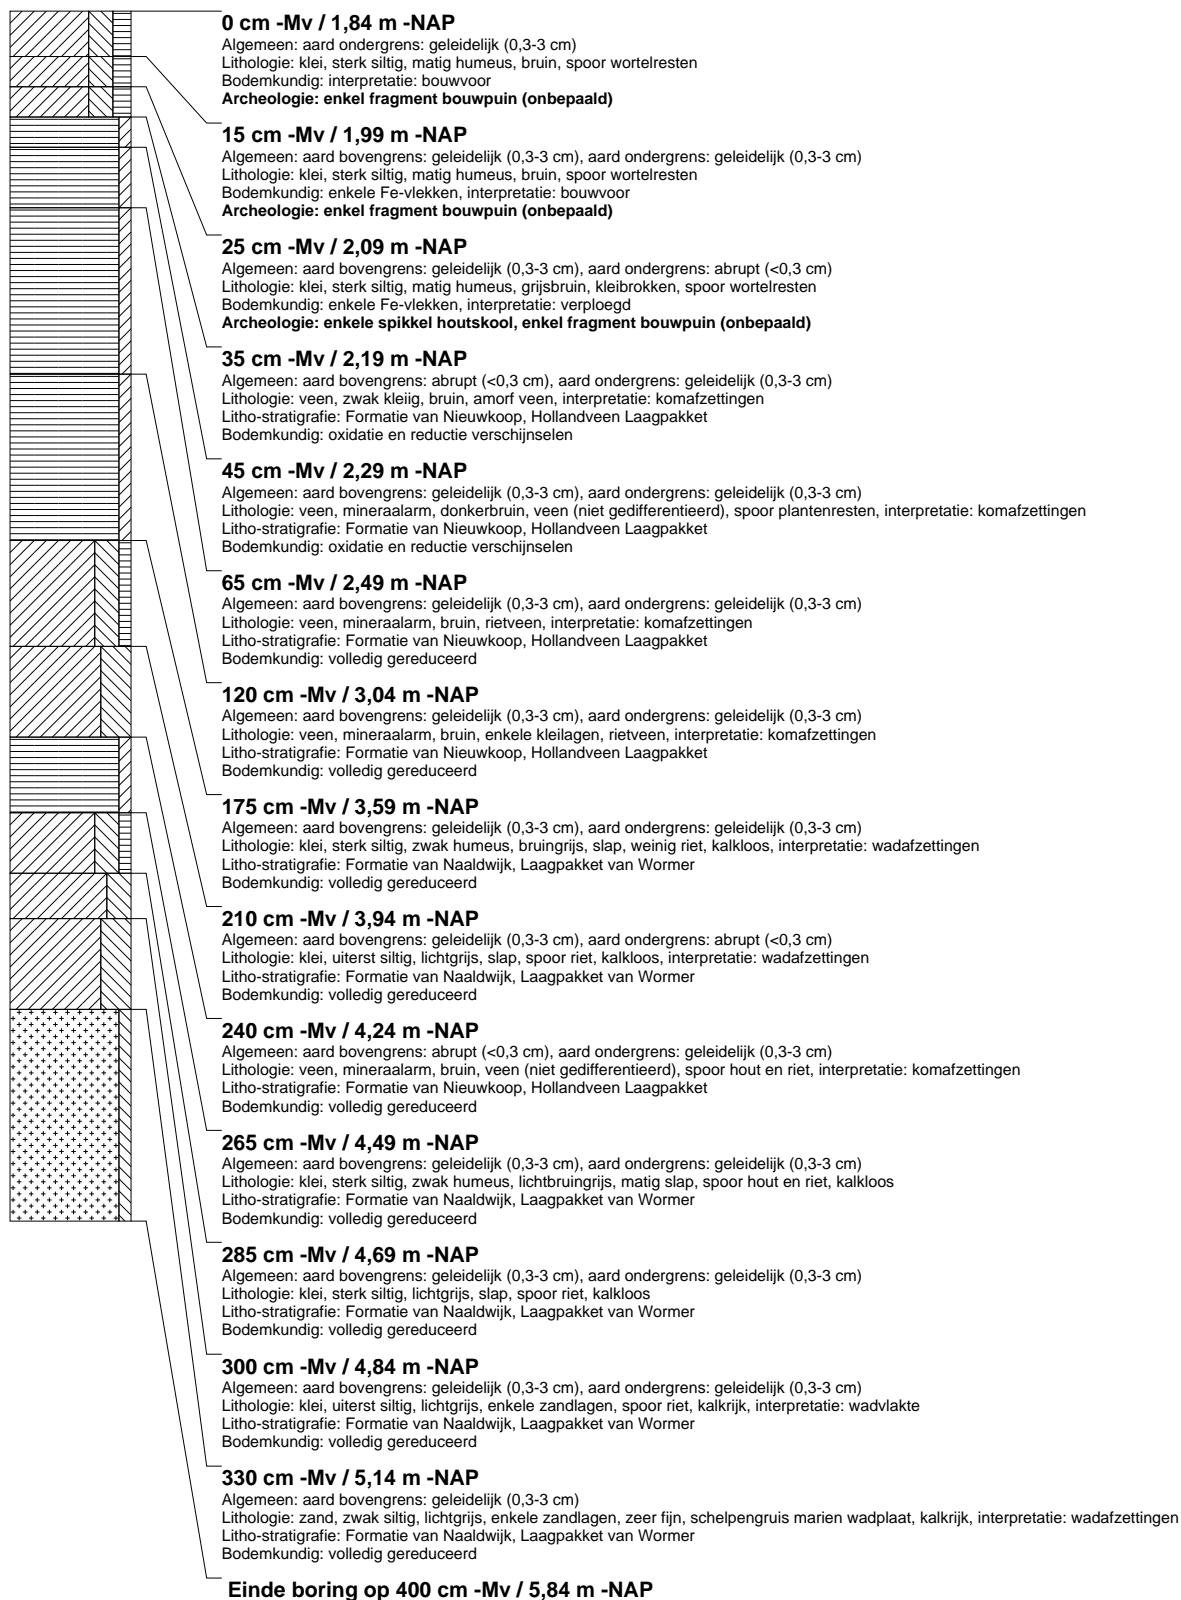 0 cm -Mv / 1,84 m -NAP
Algemeen: aard ondergrens: geleidelijk (0,3-3 cm)
Lithologie: klei, sterk siltig, matig humeus, bruin, spoor wortelresten
Bodemkundig: interpretatie: bouwvoor
Archeologie: enkel fragment bouwpuin (onbepaald)
15 cm -Mv / 1,99 m -NAP
Algemeen: aard bovengrens: geleidelijk (0,3-3 cm), aard ondergrens: geleidelijk (0,3-3 cm)
Lithologie: klei, sterk siltig, matig humeus, bruin, spoor wortelresten
Bodemkundig: enkele Fe-vlekken, interpretatie: bouwvoor
Archeologie: enkel fragment bouwpuin (onbepaald)
25 cm -Mv / 2,09 m -NAP
Algemeen: aard bovengrens: geleidelijk (0,3-3 cm), aard ondergrens: abrupt (<0,3 cm)
Lithologie: klei, sterk siltig, matig humeus, grijsbruin, kleibrokken, spoor wortelresten
Bodemkundig: enkele Fe-vlekken, interpretatie: verploegd
Archeologie: enkele spikkel houtskool, enkel fragment bouwpuin (onbepaald)
35 cm -Mv / 2,19 m -NAP
Algemeen: aard bovengrens: abrupt (<0,3 cm), aard ondergrens: geleidelijk (0,3-3 cm)
Lithologie: veen, zwak kleiig, bruin, amorf veen, interpretatie: komafzettingen
Litho-stratigrafie: Formatie van Nieuwkoop, Hollandveen Laagpakket
Bodemkundig: oxidatie en reductie verschijnselen
45 cm -Mv / 2,29 m -NAP
Algemeen: aard bovengrens: geleidelijk (0,3-3 cm), aard ondergrens: geleidelijk (0,3-3 cm)
Lithologie: veen, mineraalarm, donkerbruin, veen (niet gedifferentieerd), spoor plantenresten, interpretatie: komafzettingen
Litho-stratigrafie: Formatie van Nieuwkoop, Hollandveen Laagpakket
Bodemkundig: oxidatie en reductie verschijnselen
65 cm -Mv / 2,49 m -NAP
Algemeen: aard bovengrens: geleidelijk (0,3-3 cm), aard ondergrens: geleidelijk (0,3-3 cm)
Lithologie: veen, mineraalarm, bruin, rietveen, interpretatie: komafzettingen
Litho-stratigrafie: Formatie van Nieuwkoop, Hollandveen Laagpakket
Bodemkundig: volledig gereduceerd
120 cm -Mv / 3,04 m -NAP
Algemeen: aard bovengrens: geleidelijk (0,3-3 cm), aard ondergrens: geleidelijk (0,3-3 cm)
Lithologie: veen, mineraalarm, bruin, enkele kleilagen, rietveen, interpretatie: komafzettingen
Litho-stratigrafie: Formatie van Nieuwkoop, Hollandveen Laagpakket
Bodemkundig: volledig gereduceerd
175 cm -Mv / 3,59 m -NAP
Algemeen: aard bovengrens: geleidelijk (0,3-3 cm), aard ondergrens: geleidelijk (0,3-3 cm)
Lithologie: klei, sterk siltig, zwak humeus, bruingrijs, slap, weinig riet, kalkloos, interpretatie: wadafzettingen
Litho-stratigrafie: Formatie van Naaldwijk, Laagpakket van Wormer
Bodemkundig: volledig gereduceerd
210 cm -Mv / 3,94 m -NAP
Algemeen: aard bovengrens: geleidelijk (0,3-3 cm), aard ondergrens: abrupt (<0,3 cm)
Lithologie: klei, uiterst siltig, lichtgrijs, slap, spoor riet, kalkloos, interpretatie: wadafzettingen
Litho-stratigrafie: Formatie van Naaldwijk, Laagpakket van Wormer
Bodemkundig: volledig gereduceerd
240 cm -Mv / 4,24 m -NAP
Algemeen: aard bovengrens: abrupt (<0,3 cm), aard ondergrens: geleidelijk (0,3-3 cm)
Lithologie: veen, mineraalarm, bruin, veen (niet gedifferentieerd), spoor hout en riet, interpretatie: komafzettingen
Litho-stratigrafie: Formatie van Nieuwkoop, Hollandveen Laagpakket
Bodemkundig: volledig gereduceerd
265 cm -Mv / 4,49 m -NAP
Algemeen: aard bovengrens: geleidelijk (0,3-3 cm), aard ondergrens: geleidelijk (0,3-3 cm)
Lithologie: klei, sterk siltig, zwak humeus, lichtbruingrijs, matig slap, spoor hout en riet, kalkloos
Litho-stratigrafie: Formatie van Naaldwijk, Laagpakket van Wormer
Bodemkundig: volledig gereduceerd
285 cm -Mv / 4,69 m -NAP
Algemeen: aard bovengrens: geleidelijk (0,3-3 cm), aard ondergrens: geleidelijk (0,3-3 cm)
Lithologie: klei, sterk siltig, lichtgrijs, slap, spoor riet, kalkloos
Litho-stratigrafie: Formatie van Naaldwijk, Laagpakket van Wormer
Bodemkundig: volledig gereduceerd
300 cm -Mv / 4,84 m -NAP
Algemeen: aard bovengrens: geleidelijk (0,3-3 cm), aard ondergrens: geleidelijk (0,3-3 cm)
Lithologie: klei, uiterst siltig, lichtgrijs, enkele zandlagen, spoor riet, kalkrijk, interpretatie: wadvlakte
Litho-stratigrafie: Formatie van Naaldwijk, Laagpakket van Wormer
Bodemkundig: volledig gereduceerd
330 cm -Mv / 5,14 m -NAP
Algemeen: aard bovengrens: geleidelijk (0,3-3 cm)
Lithologie: zand, zwak siltig, lichtgrijs, enkele zandlagen, zeer fijn, schelpengruis marien wadplaat, kalkrijk, interpretatie: wadafzettingen
Litho-stratigrafie: Formatie van Naaldwijk, Laagpakket van Wormer
Bodemkundig: volledig gereduceerd
Einde boring op 400 cm -Mv / 5,84 m -NAP